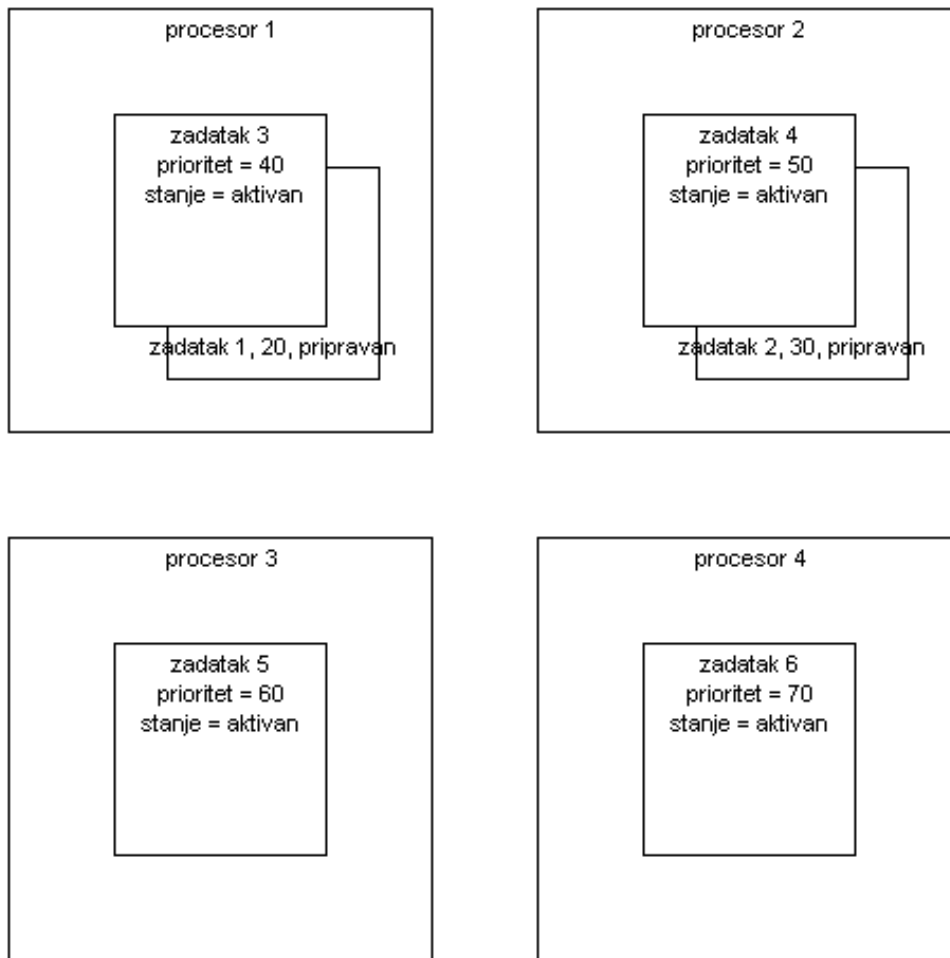 procesor 1
zadatak 3
prioritet = 40
stanje = aktivan
zadatak 1, 20, pripravan
procesor 2
zadatak 4
prioritet = 50
stanje = aktivan
zadatak 2, 30, pripravan
procesor 3
zadatak 5
prioritet = 60
stanje = aktivan
procesor 4
zadatak 6
prioritet = 70
stanje = aktivan